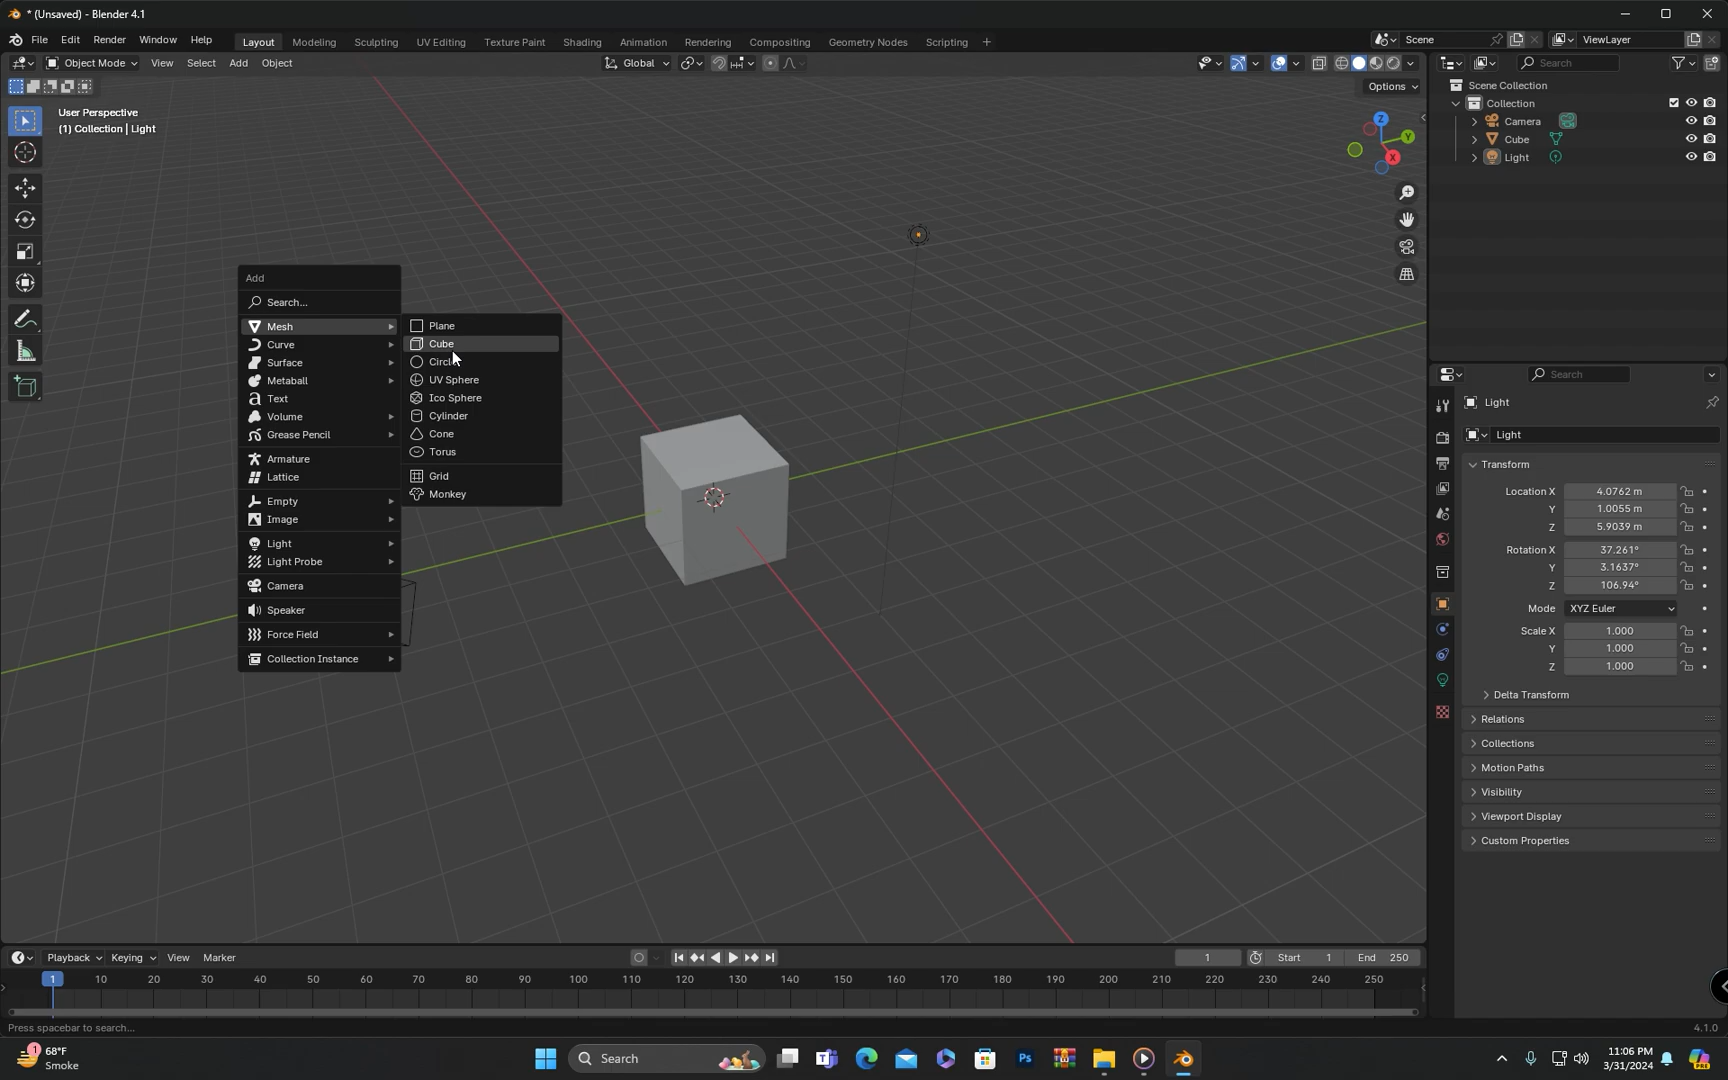 * (Unsaved) - Blender 4.1
File Edit Render Window Help
Layout Modeling Sculpting UV Editing Texture Paint Shading Animation Rendering Compositing Geometry Nodes Scripting +
Scene
ViewLayer
Object Mode View Select Add Object
Global
Search
Options
User Perspective
(1) Collection | Light
Z
Y
X
Scene Collection
Collection
Camera
Cube
Light
Add
Search...
Mesh
Curve
Surface
Metaball
Text
Volume
Grease Pencil
Armature
Lattice
Empty
Image
Light
Light Probe
Camera
Speaker
Force Field
Collection Instance
Plane
Cube
UV Sphere
Ico Sphere
Cylinder
Cone
Torus
Grid
Monkey
Search
Light
Light
Transform
Location X 4.0762 m
Y 1.0055 m
Z 5.9039 m
Rotation X 37.261°
Y 3.1637°
Z 106.94°
Mode XYZ Euler
Scale X 1.000
Y 1.000
Z 1.000
Delta Transform
Relations
Collections
Motion Paths
Visibility
Viewport Display
Custom Properties
Playback Keying View Marker
1 Start 1 End 250
1 10 20 30 40 50 60 70 80 90 100 110 120 130 140 150 160 170 180 190 200 210 220 230 240 250
Press spacebar to search...
4.1.0
1
68°F
Smoke
Search
Ps
PRE
11:06 PM
3/31/2024